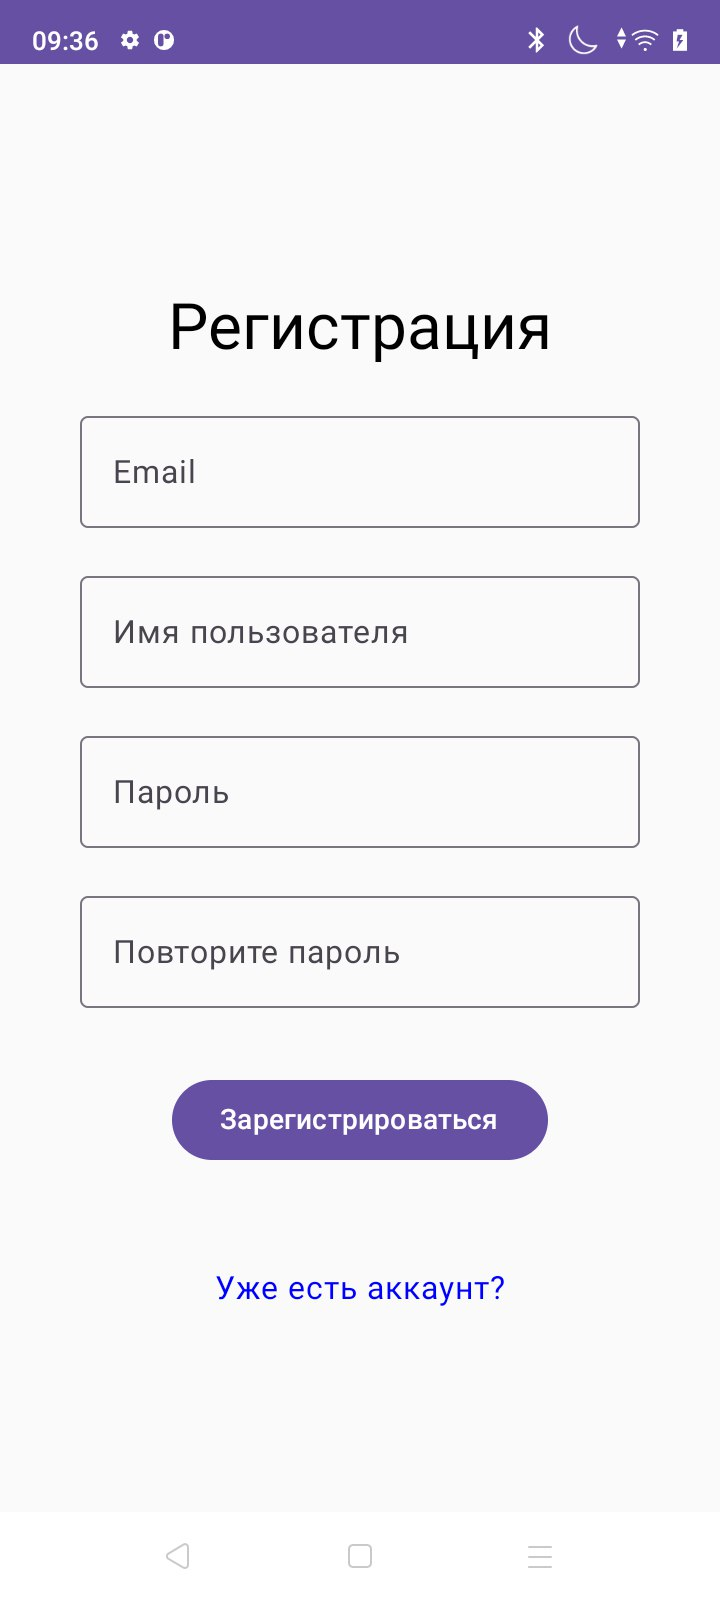 09:36
Регистрация
Email
Имя пользователя
Пароль
Повторите пароль
Зарегистрироваться
Уже есть аккаунт?